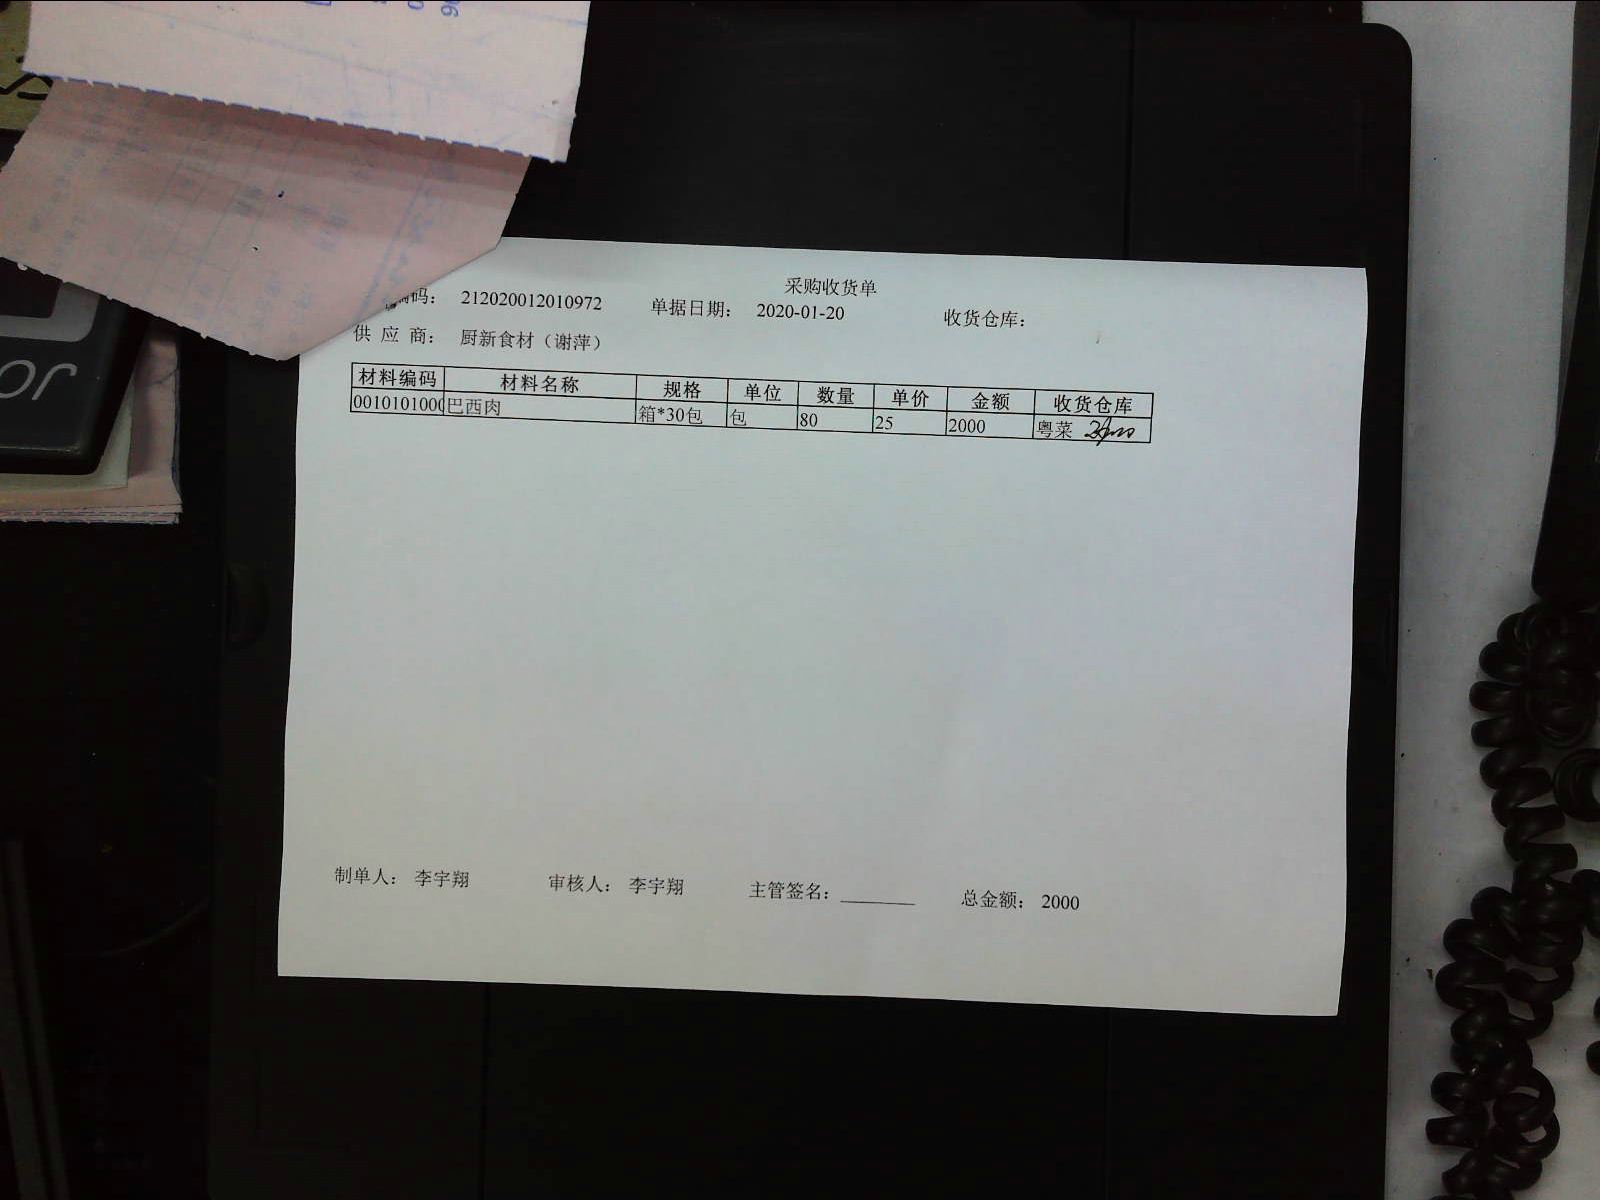 采购收货单
编码： 212020012010972 单据日期： 2020-01-20 收货仓库：
供 应 商： 厨新食材（谢萍）
材料编码 材料名称 规格 单位 数量 单价 金额 收货仓库
0010101000 巴西肉 箱*30包 包 80 25 2000 粤菜
制单人： 李宇翔 审核人： 李宇翔 主管签名： 总金额： 2000